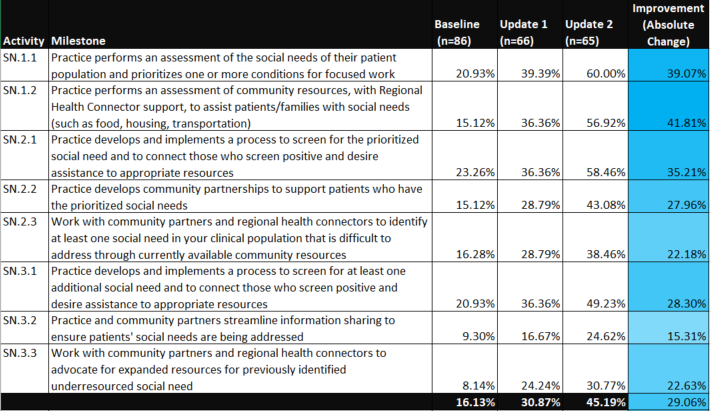 Improvement
Baseline Update 1 Update 2 (Absolute
Activity Milestone (n=86) (n=66) (n=65) Change)
SN.1.1 Practice performs an assessment of the social needs of their patient
population and prioritizes one or more conditions for focused work 20.93% 39.39% 60.00% 39.07%
SN.1.2 Practice performs an assessment of community resources, with Regional
Health Connector support, to assist patients/families with social needs
(such as food, housing, transportation) 15.12% 36.36% 56.92% 41.81%
SN.2.1 Practice develops and implements a process to screen for the prioritized
social need and to connect those who screen positive and desire
assistance to appropriate resources 23.26% 36.36% 58.46% 35.21%
SN.2.2 Practice develops community partnerships to support patients who have
the prioritized social needs 15.12% 28.79% 43.08% 27.96%
SN.2.3 Work with community partners and regional health connectors to identify
at least one social need in your clinical population that is difficult to
address through currently available community resources 16.28% 28.79% 38.46% 22.18%
SN.3.1 Practice develops and implements a process to screen for at least one
additional social need and to connect those who screen positive and
desire assistance to appropriate resources 20.93% 36.36% 49.23% 28.30%
SN.3.2 Practice and community partners streamline information sharing to
ensure patients' social needs are being addressed 9.30% 16.67% 24.62% 15.31%
SN.3.3 Work with community partners and regional health connectors to
advocate for expanded resources for previously identified
underresourced social need 8.14% 24.24% 30.77% 22.63%
16.13% 30.87% 45.19% 29.06%